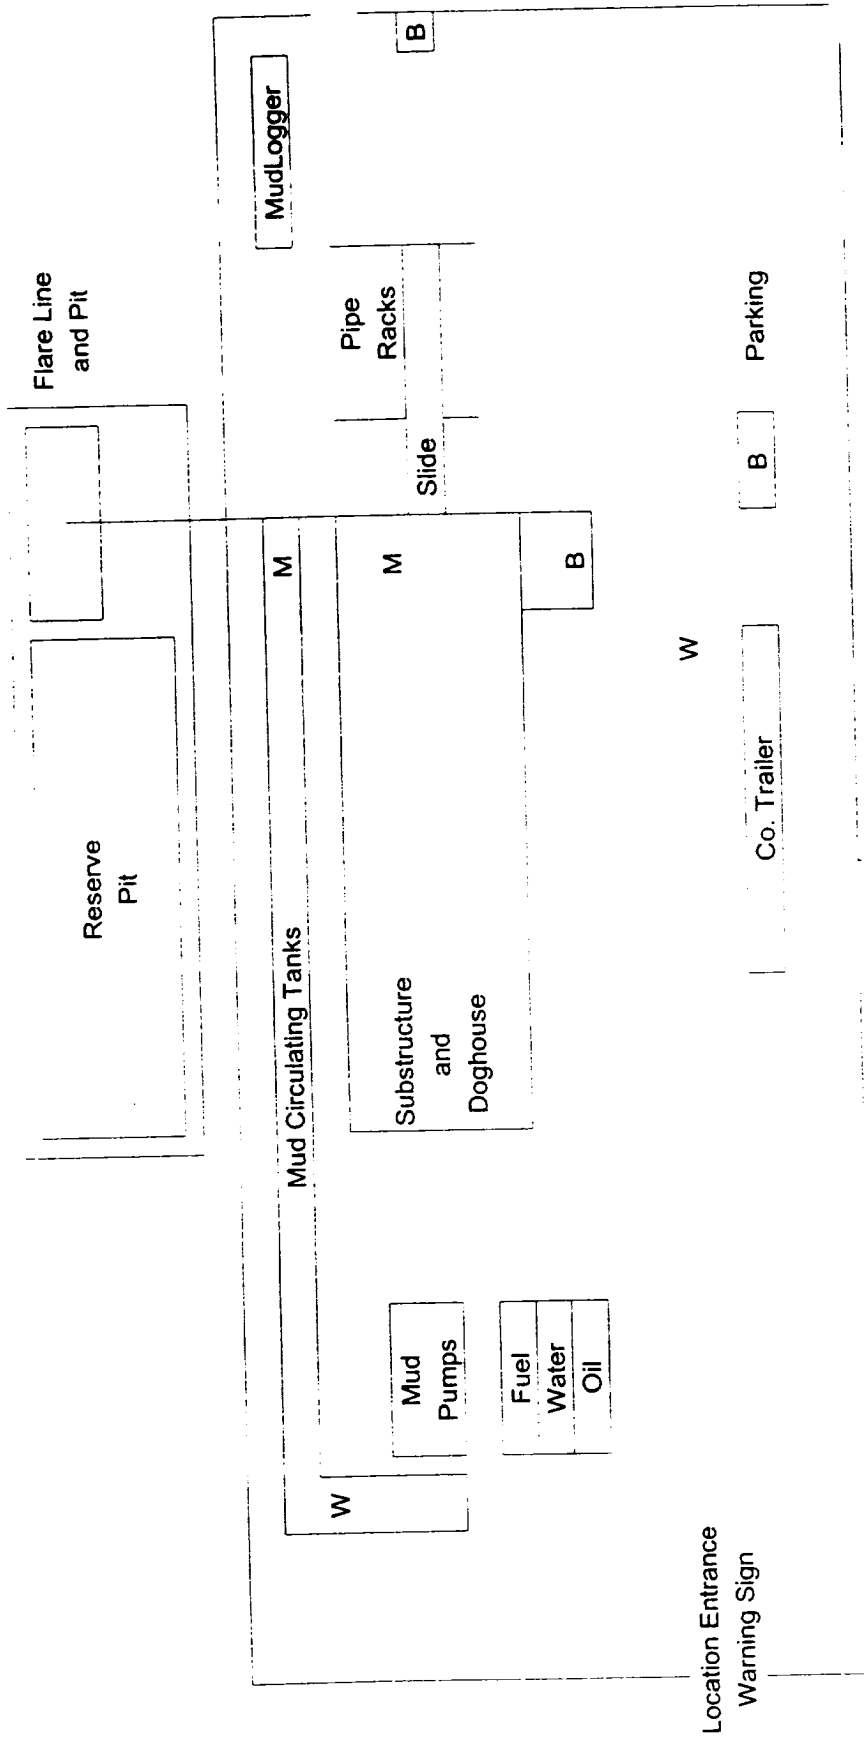 Flare Line
and Pit
Reserve
Pit
MudLogger
B
Pipe
Racks
Slide
M
M
B
Mud Circulating Tanks
Substructure
and
Doghouse
W
Mud
Pumps
Fuel
Water
Oil
W
Co. Trailer
B
Parking
Location Entrance
Warning Sign